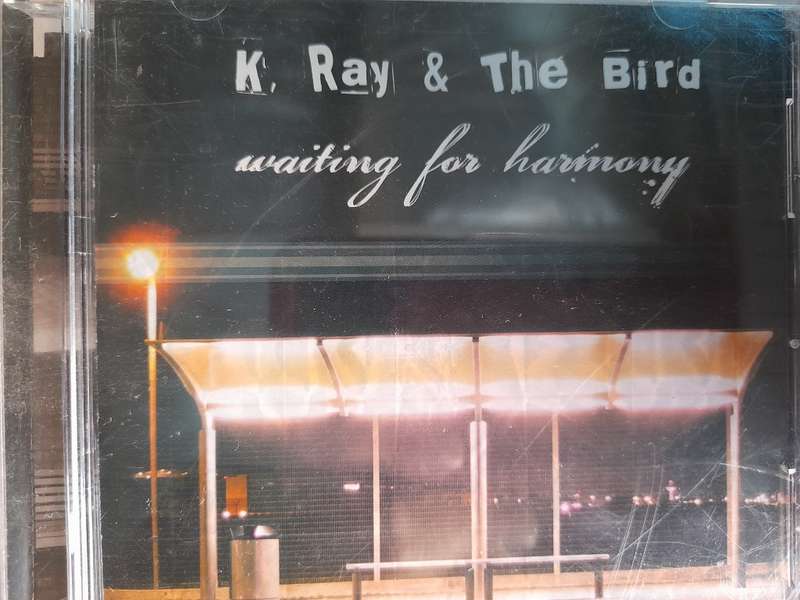 K. Ray & The Bird
waiting for harmony